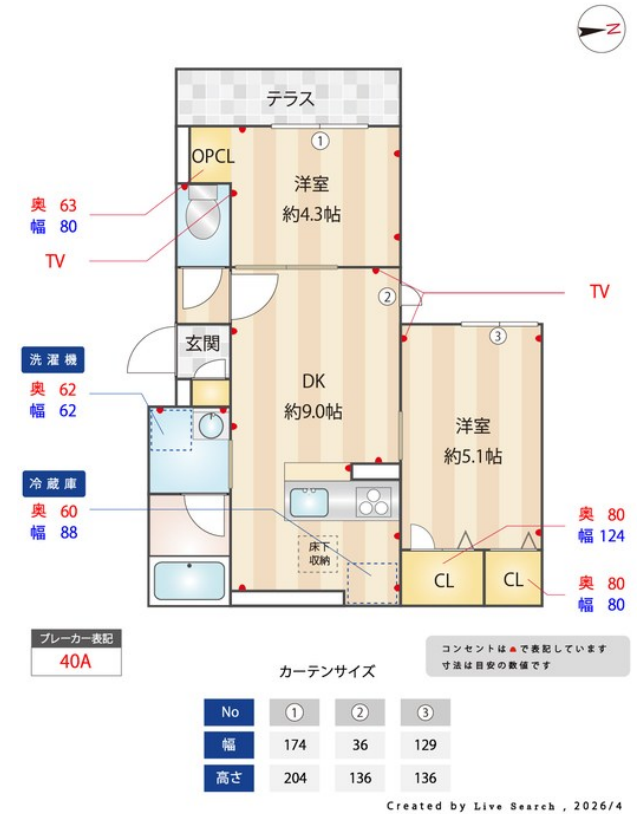 N
テラス
OPCL
①
洋室
約4.3帖
奥 63
幅 80
TV
②
TV
③
玄関
洗濯機
奥 62
幅 62
DK
約9.0帖
洋室
約5.1帖
冷蔵庫
奥 60
幅 88
床下
収納
奥 80
幅 124
CL
CL
奥 80
幅 80
ブレーカー表記
40A
コンセントは▲で表記しています
寸法は目安の数値です
カーテンサイズ
No ① ② ③
幅 174 36 129
高さ 204 136 136
Created by Live Search , 2026/4